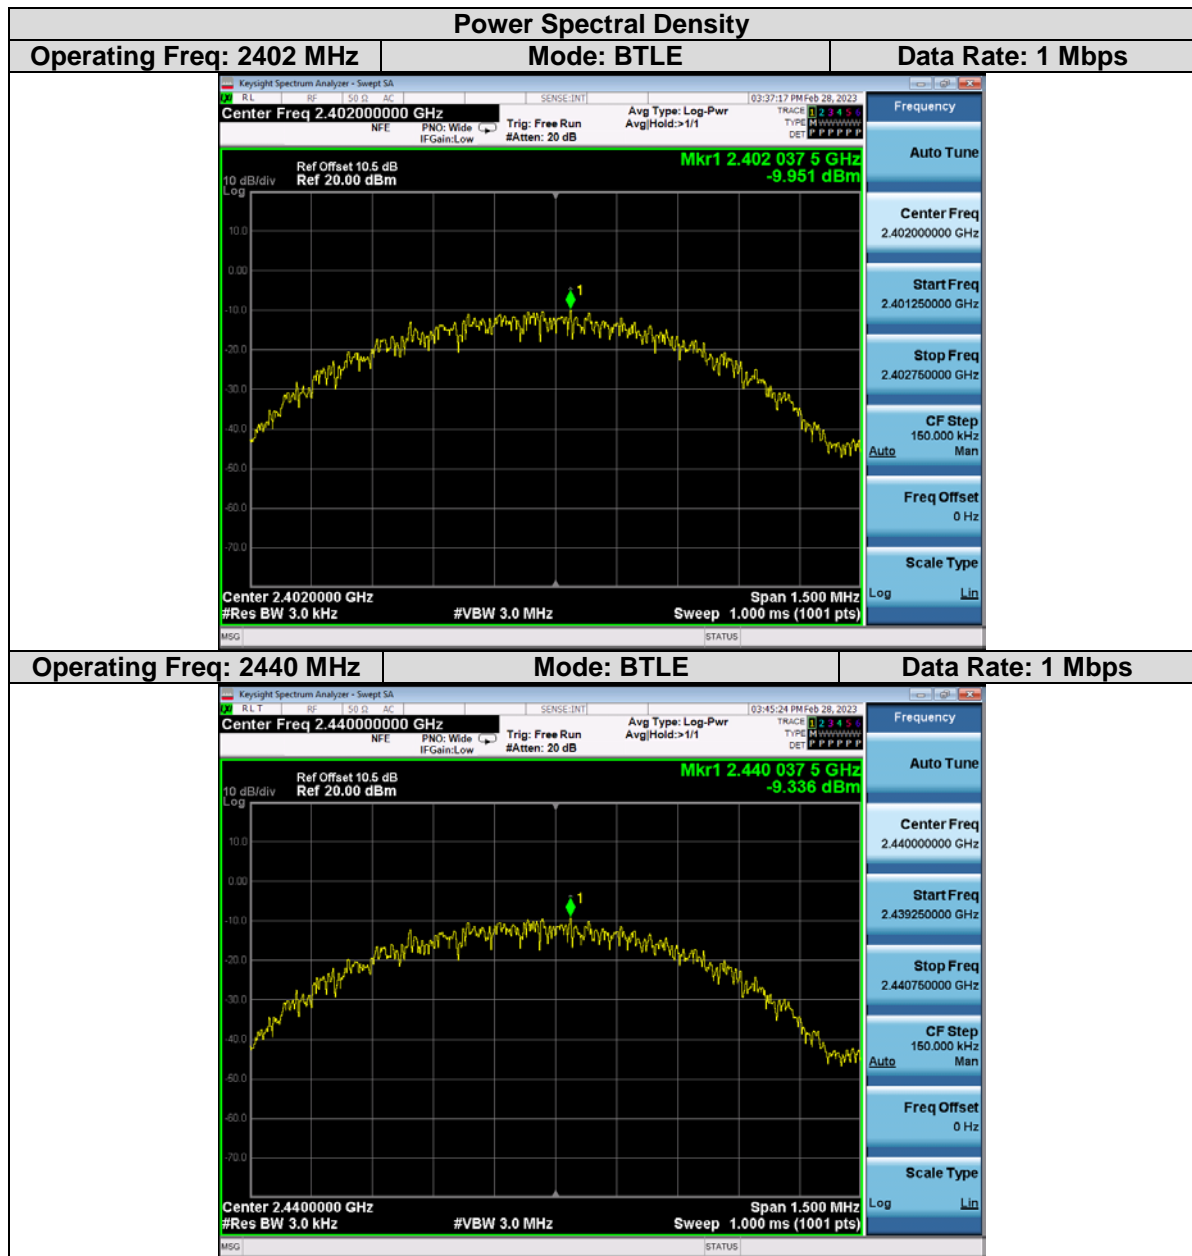 Power Spectral Density
Operating Freq: 2402 MHz Mode: BTLE Data Rate: 1 Mbps
Keysight Spectrum Analyzer - Swept SA
RL RF 50 Ω AC SENSE:INT 03:37:17 PM Feb 28, 2023
Center Freq 2.402000000 GHz Avg Type: Log-Pwr TRACE 1 2 3 4 5 6 Frequency
NFE PNO: Wide Trig: Free Run Avg|Hold:>1/1 TYPE M WWWWW
IFGain:Low #Atten: 20 dB DET P P P P P P
Auto Tune
Mkr1 2.402 037 5 GHz
-9.951 dBm
Ref Offset 10.5 dB
10 dB/div Ref 20.00 dBm
Log
Center Freq
2.402000000 GHz
10.0
0.00
Start Freq
2.401250000 GHz
1
-10.0
-20.0
Stop Freq
2.402750000 GHz
-30.0
-40.0
CF Step
150.000 kHz
Auto Man
-50.0
-60.0
Freq Offset
0 Hz
-70.0
Scale Type
Log Lin
Center 2.4020000 GHz Span 1.500 MHz
#Res BW 3.0 kHz #VBW 3.0 MHz Sweep 1.000 ms (1001 pts)
MSG STATUS
Operating Freq: 2440 MHz Mode: BTLE Data Rate: 1 Mbps
Keysight Spectrum Analyzer - Swept SA
RLT RF 50 Ω AC SENSE:INT 03:45:24 PM Feb 28, 2023
Center Freq 2.440000000 GHz Avg Type: Log-Pwr TRACE 1 2 3 4 5 6 Frequency
NFE PNO: Wide Trig: Free Run Avg|Hold:>1/1 TYPE M WWWWW
IFGain:Low #Atten: 20 dB DET P P P P P P
Auto Tune
Mkr1 2.440 037 5 GHz
-9.336 dBm
Ref Offset 10.5 dB
10 dB/div Ref 20.00 dBm
Log
Center Freq
2.440000000 GHz
10.0
0.00
Start Freq
2.439250000 GHz
1
-10.0
-20.0
Stop Freq
2.440750000 GHz
-30.0
-40.0
CF Step
150.000 kHz
Auto Man
-50.0
-60.0
Freq Offset
0 Hz
-70.0
Scale Type
Log Lin
Center 2.4400000 GHz Span 1.500 MHz
#Res BW 3.0 kHz #VBW 3.0 MHz Sweep 1.000 ms (1001 pts)
MSG STATUS